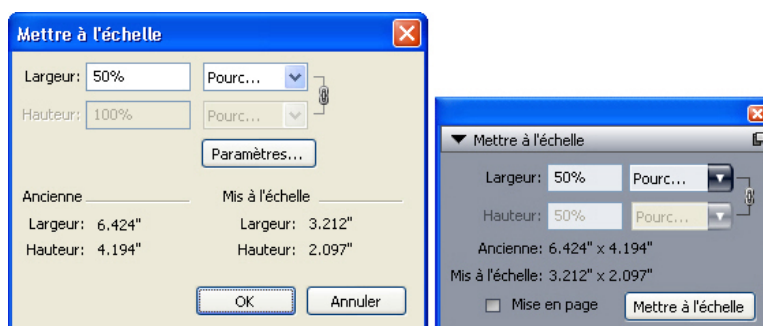 Mettre à l'échelle
Largeur: 50% Pourc...
Hauteur: 100% Pourc...
Paramètres...
Ancienne Mis à l'échelle
Largeur: 6.424" Largeur: 3.212"
Hauteur: 4.194" Hauteur: 2.097"
OK Annuler
Mettre à l'échelle
Largeur: 50% Pourc...
Hauteur: 50% Pourc...
Ancienne: 6.424" x 4.194"
Mis à l'échelle: 3.212" x 2.097"
Mise en page Mettre à l'échelle